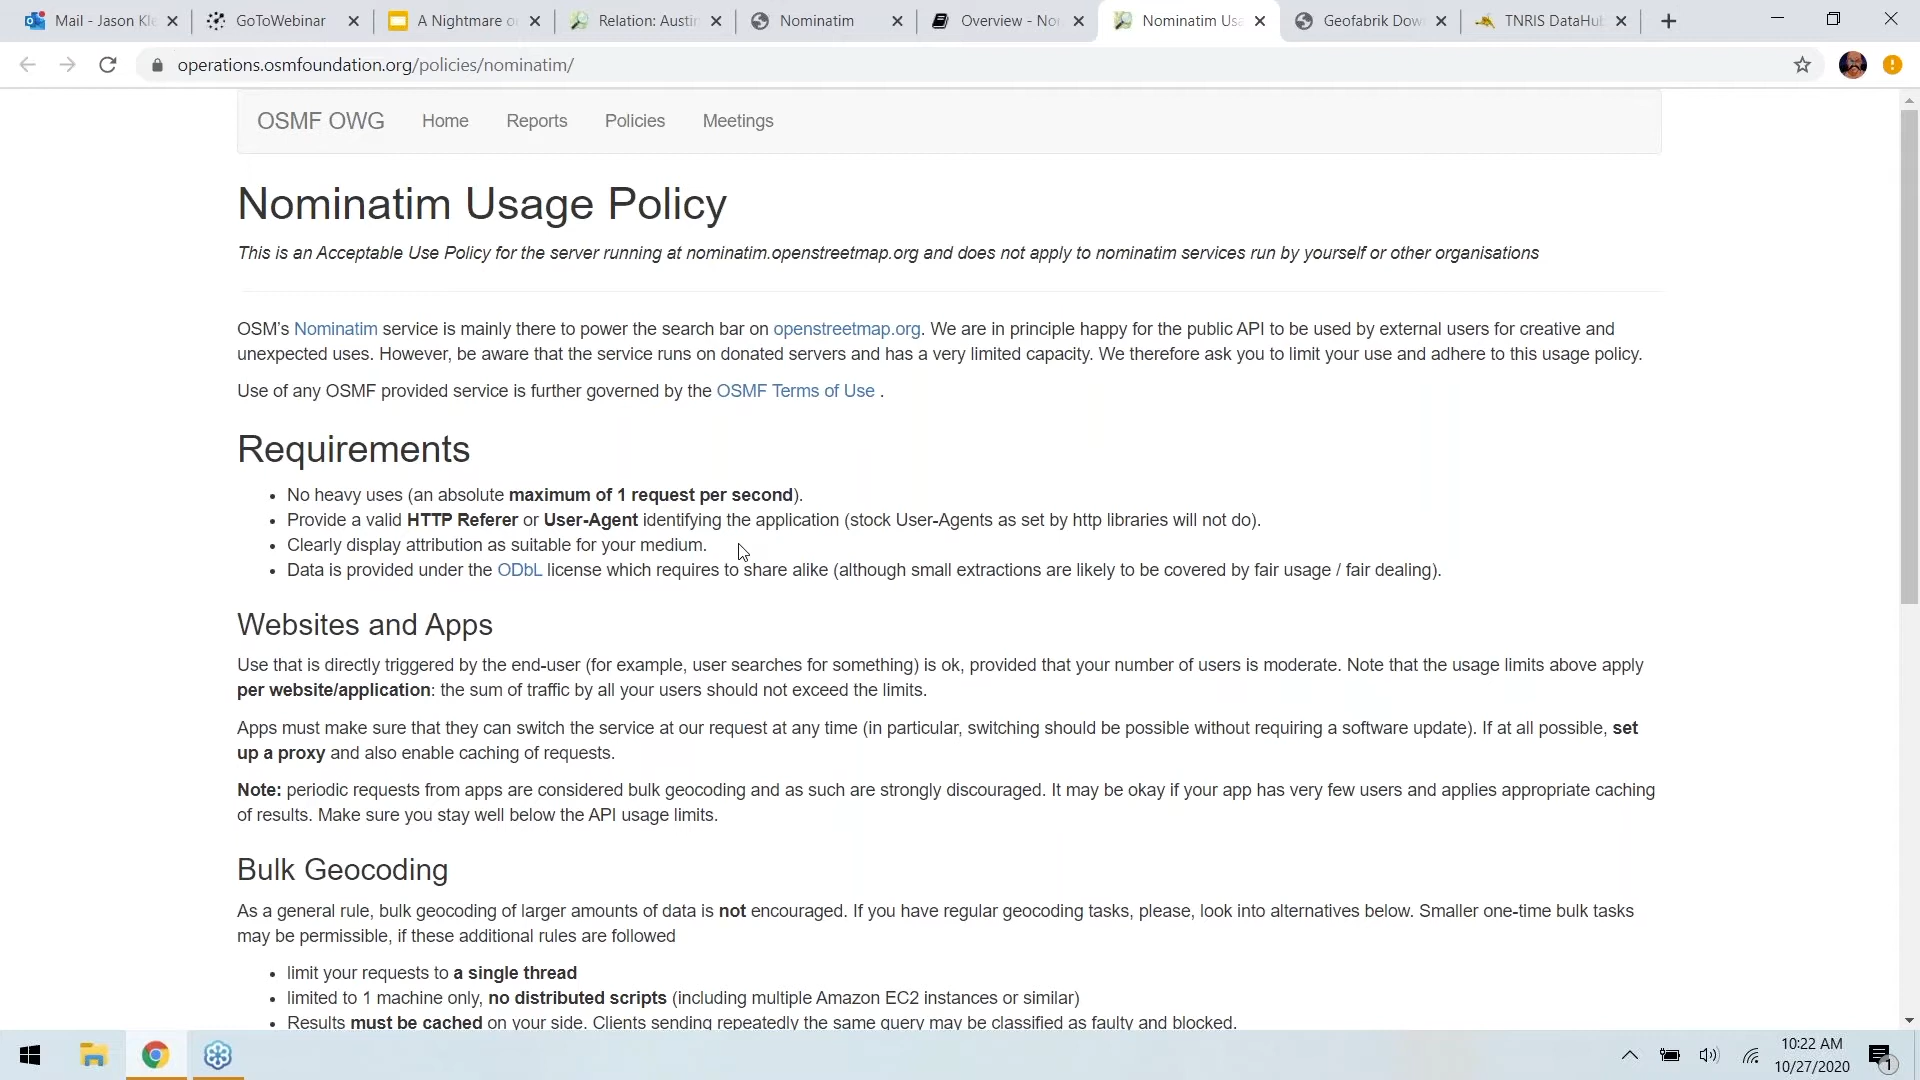 Mail - Jason Kle
GoToWebinar
A Nightmare o
Relation: Austi
Nominatim
Overview - No
Nominatim Usa
Geofabrik Dow
TNRIS DataHu
operations.osmfoundation.org/policies/nominatim/
OSMF OWG Home Reports Policies Meetings
Nominatim Usage Policy
This is an Acceptable Use Policy for the server running at nominatim.openstreetmap.org and does not apply to nominatim services run by yourself or other organisations
OSM's Nominatim service is mainly there to power the search bar on openstreetmap.org. We are in principle happy for the public API to be used by external users for creative and
unexpected uses. However, be aware that the service runs on donated servers and has a very limited capacity. We therefore ask you to limit your use and adhere to this usage policy.
Use of any OSMF provided service is further governed by the OSMF Terms of Use .
Requirements
• No heavy uses (an absolute maximum of 1 request per second).
• Provide a valid HTTP Referer or User-Agent identifying the application (stock User-Agents as set by http libraries will not do).
• Clearly display attribution as suitable for your medium.
• Data is provided under the ODbL license which requires to share alike (although small extractions are likely to be covered by fair usage / fair dealing).
Websites and Apps
Use that is directly triggered by the end-user (for example, user searches for something) is ok, provided that your number of users is moderate. Note that the usage limits above apply
per website/application: the sum of traffic by all your users should not exceed the limits.
Apps must make sure that they can switch the service at our request at any time (in particular, switching should be possible without requiring a software update). If at all possible, set
up a proxy and also enable caching of requests.
Note: periodic requests from apps are considered bulk geocoding and as such are strongly discouraged. It may be okay if your app has very few users and applies appropriate caching
of results. Make sure you stay well below the API usage limits.
Bulk Geocoding
As a general rule, bulk geocoding of larger amounts of data is not encouraged. If you have regular geocoding tasks, please, look into alternatives below. Smaller one-time bulk tasks
may be permissible, if these additional rules are followed
• limit your requests to a single thread
• limited to 1 machine only, no distributed scripts (including multiple Amazon EC2 instances or similar)
• Results must be cached on your side. Clients sending repeatedly the same query may be classified as faulty and blocked.
10:22 AM
10/27/2020
1